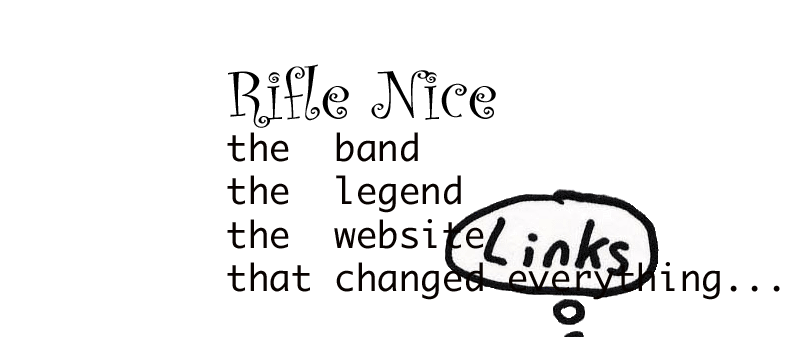 Rifle Nice
the band
the legend
the website
Links
that changed everything...